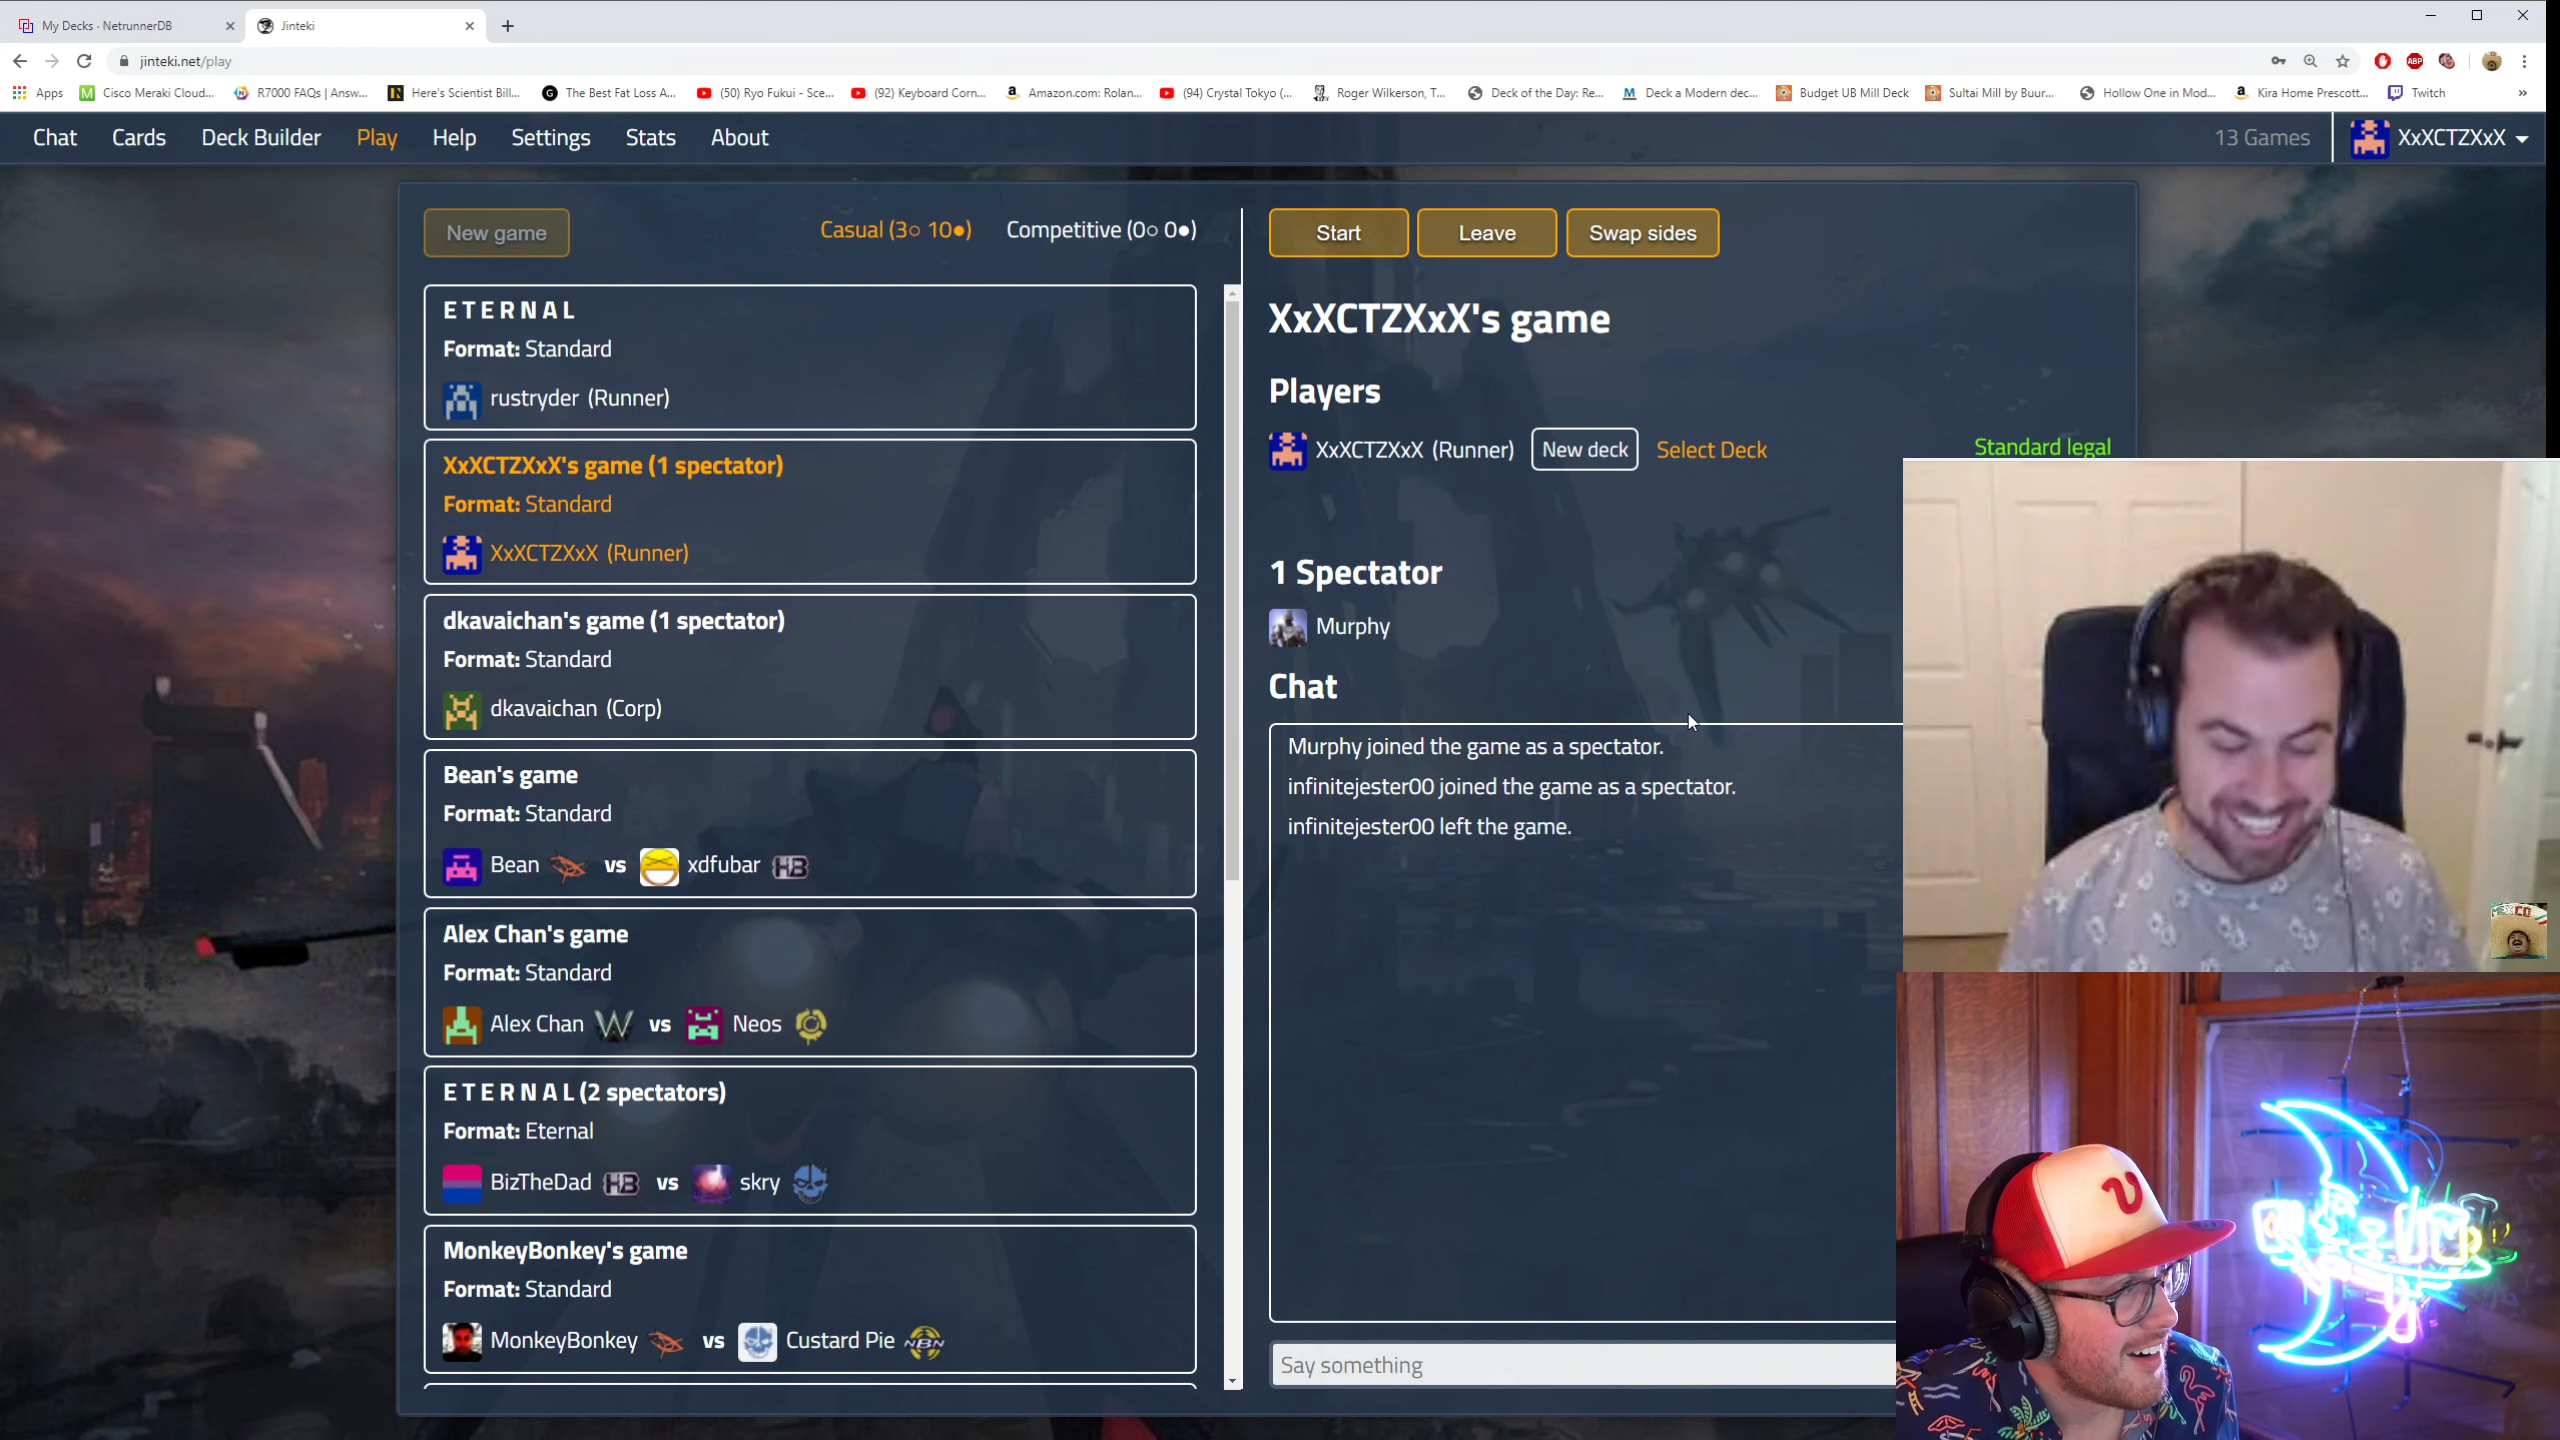 My Decks · NetrunnerDB
Jinteki
jinteki.net/play
Apps
Cisco Meraki Cloud...
R7000 FAQs | Answ...
Here's Scientist Bill...
The Best Fat Loss A...
(50) Ryo Fukui - Sce...
(92) Keyboard Corn...
Amazon.com: Rolan...
(94) Crystal Tokyo (...
Roger Wilkerson, T...
Deck of the Day: Re...
Deck a Modern dec...
Budget UB Mill Deck
Sultai Mill by Buur...
Hollow One in Mod...
Kira Home Prescott...
Twitch
»
Chat
Cards
Deck Builder
Play
Help
Settings
Stats
About
13 Games
XxXCTZXxX
New game
Casual (3○ 10●)
Competitive (0○ 0●)
E T E R N A L
Format: Standard
rustryder (Runner)
XxXCTZXxX's game (1 spectator)
Format: Standard
XxXCTZXxX (Runner)
dkavaichan's game (1 spectator)
Format: Standard
dkavaichan (Corp)
Bean's game
Format: Standard
Bean vs xdfubar
Alex Chan's game
Format: Standard
Alex Chan vs Neos
E T E R N A L (2 spectators)
Format: Eternal
BizTheDad vs skry
MonkeyBonkey's game
Format: Standard
MonkeyBonkey vs Custard Pie NBN
Start
Leave
Swap sides
XxXCTZXxX's game
Players
XxXCTZXxX (Runner)
New deck
Select Deck
Standard legal
1 Spectator
Murphy
Chat
Murphy joined the game as a spectator.
infinitejester00 joined the game as a spectator.
infinitejester00 left the game.
Say something
MEXICO